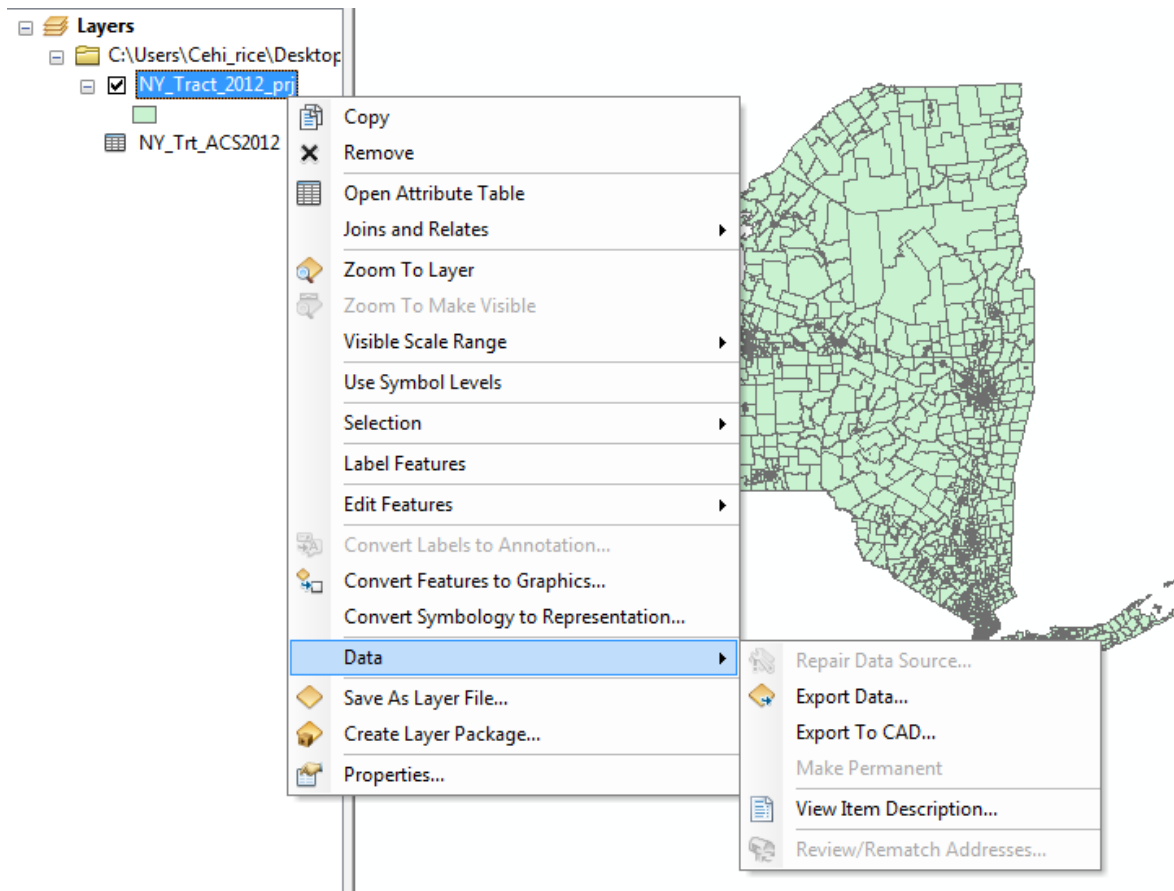 Layers
C:\Users\Cehi_rice\Desktop
NY_Tract_2012_prj
NY_Trt_ACS2012
Copy
Remove
Open Attribute Table
Joins and Relates
Zoom To Layer
Zoom To Make Visible
Visible Scale Range
Use Symbol Levels
Selection
Label Features
Edit Features
Convert Labels to Annotation...
Convert Features to Graphics...
Convert Symbology to Representation...
Data
Save As Layer File...
Create Layer Package...
Properties...
Repair Data Source...
Export Data...
Export To CAD...
Make Permanent
View Item Description...
Review/Rematch Addresses...